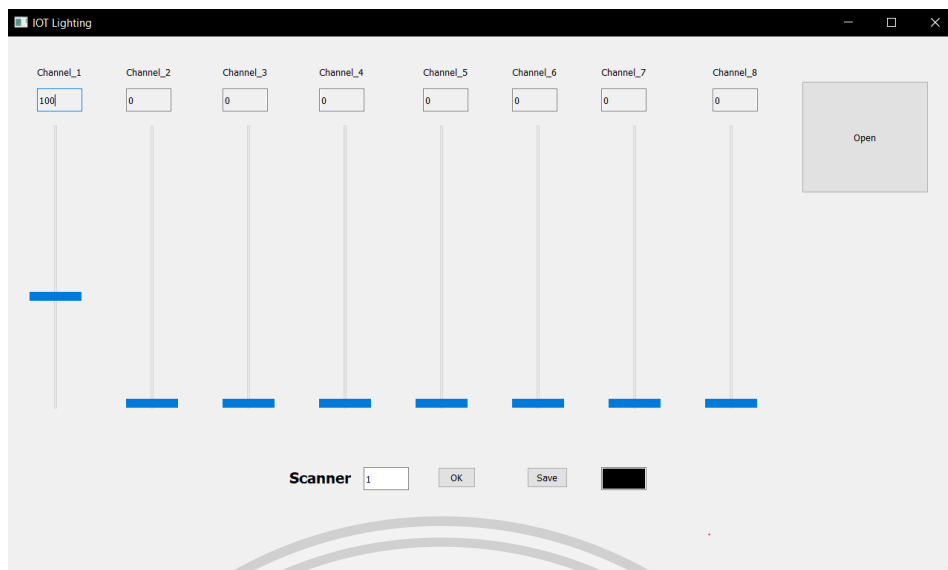 IOT Lighting
Channel_1 Channel_2 Channel_3 Channel_4 Channel_5 Channel_6 Channel_7 Channel_8
100 0 0 0 0 0 0 0
Open
Scanner 1 OK Save